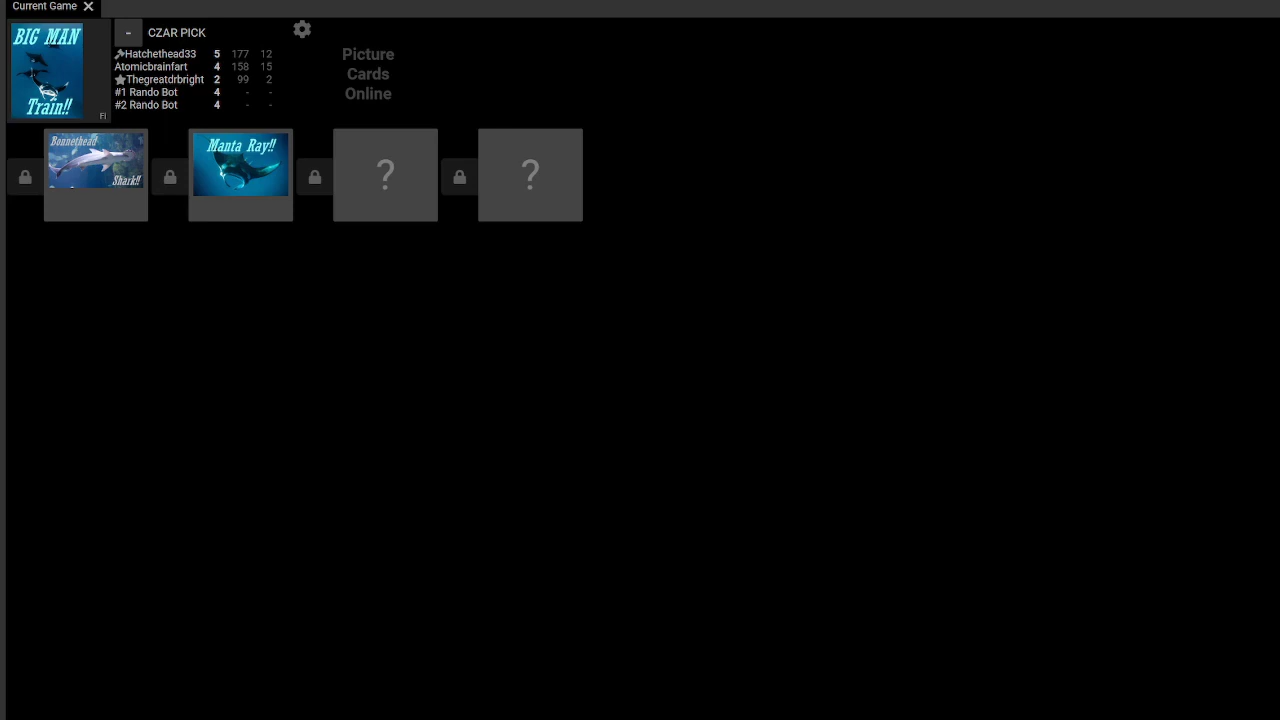 Current Game
BIG MAN
Train!!
FI
-
CZAR PICK
Hatchethead33 5 177 12
Atomicbrainfart 4 158 15
Thegreatdrbright 2 99 2
#1 Rando Bot 4 - -
#2 Rando Bot 4 - -
Picture
Cards
Online
Bonnethead
Shark!!
Manta Ray!!
?
?